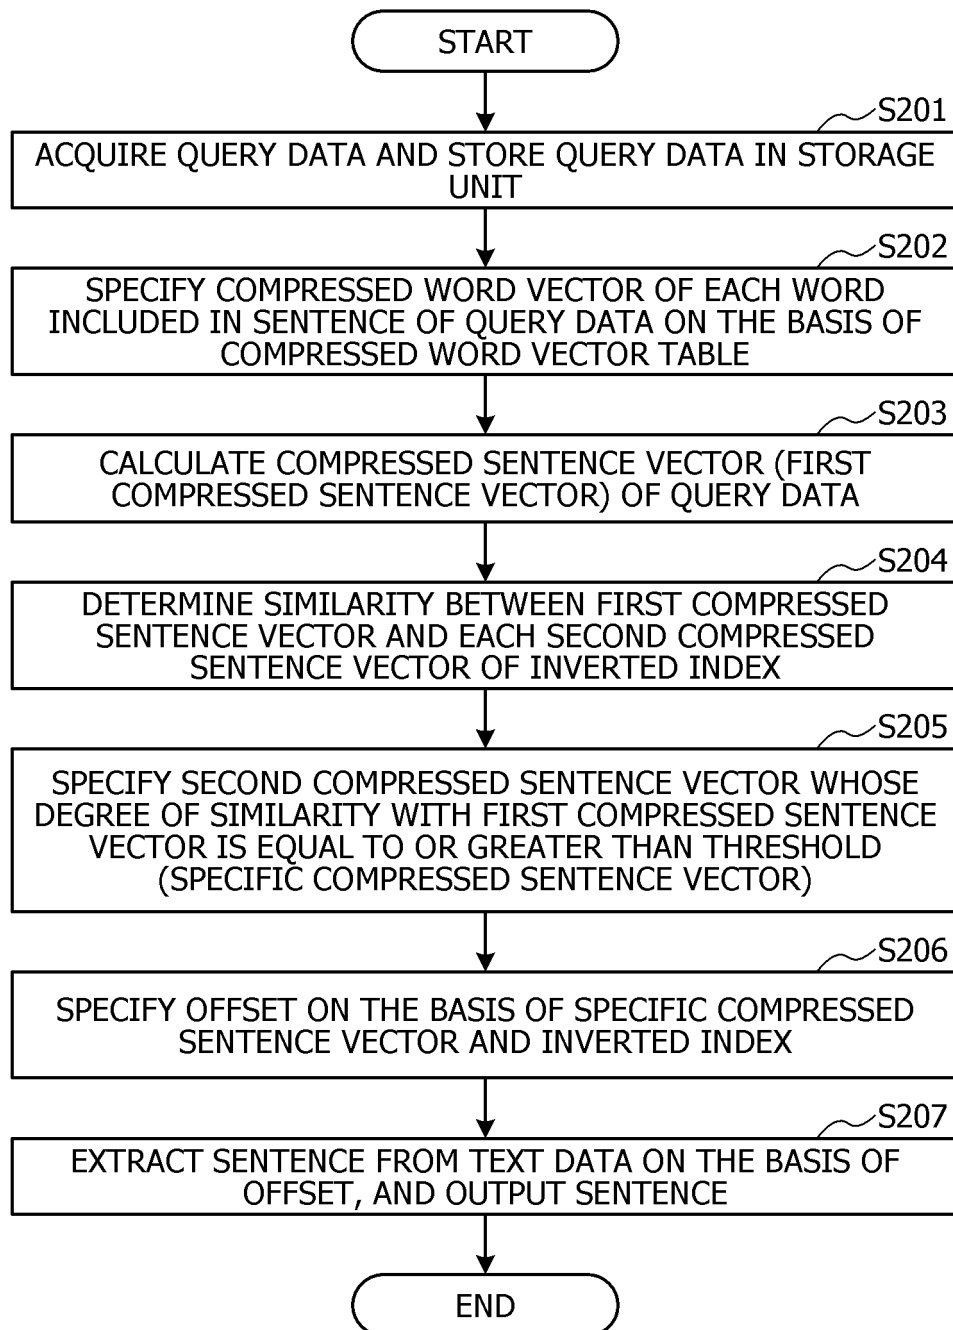 START
S201
ACQUIRE QUERY DATA AND STORE QUERY DATA IN STORAGE
UNIT
S202
SPECIFY COMPRESSED WORD VECTOR OF EACH WORD
INCLUDED IN SENTENCE OF QUERY DATA ON THE BASIS OF
COMPRESSED WORD VECTOR TABLE
S203
CALCULATE COMPRESSED SENTENCE VECTOR (FIRST
COMPRESSED SENTENCE VECTOR) OF QUERY DATA
S204
DETERMINE SIMILARITY BETWEEN FIRST COMPRESSED
SENTENCE VECTOR AND EACH SECOND COMPRESSED
SENTENCE VECTOR OF INVERTED INDEX
S205
SPECIFY SECOND COMPRESSED SENTENCE VECTOR WHOSE
DEGREE OF SIMILARITY WITH FIRST COMPRESSED SENTENCE
VECTOR IS EQUAL TO OR GREATER THAN THRESHOLD
(SPECIFIC COMPRESSED SENTENCE VECTOR)
S206
SPECIFY OFFSET ON THE BASIS OF SPECIFIC COMPRESSED
SENTENCE VECTOR AND INVERTED INDEX
S207
EXTRACT SENTENCE FROM TEXT DATA ON THE BASIS OF
OFFSET, AND OUTPUT SENTENCE
END